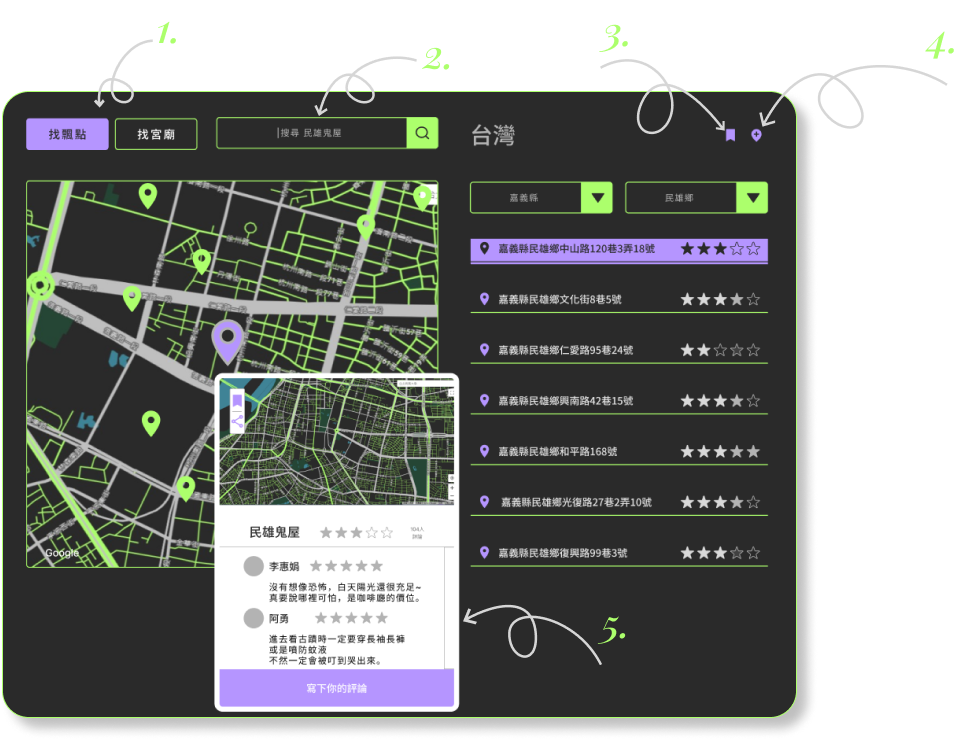 1.
2.
3.
4.
找飄點
找宮廟
搜尋 民雄鬼屋
台灣
嘉義縣
民雄鄉
嘉義縣民雄鄉中山路120巷3弄18號
嘉義縣民雄鄉文化街8巷5號
嘉義縣民雄鄉仁愛路95巷24號
嘉義縣民雄鄉興南路42巷15號
嘉義縣民雄鄉和平路168號
嘉義縣民雄鄉光復路27巷2弄10號
嘉義縣民雄鄉復興路99巷3號
Google
民雄鬼屋
104人
評論
李惠娟
沒有想像恐怖，白天陽光還很充足~
真要說哪裡可怕，是咖啡廳的價位。
阿勇
進去看古蹟時一定要穿長袖長褲
或是噴防蚊液
不然一定會被叮到哭出來。
寫下你的評論
5.